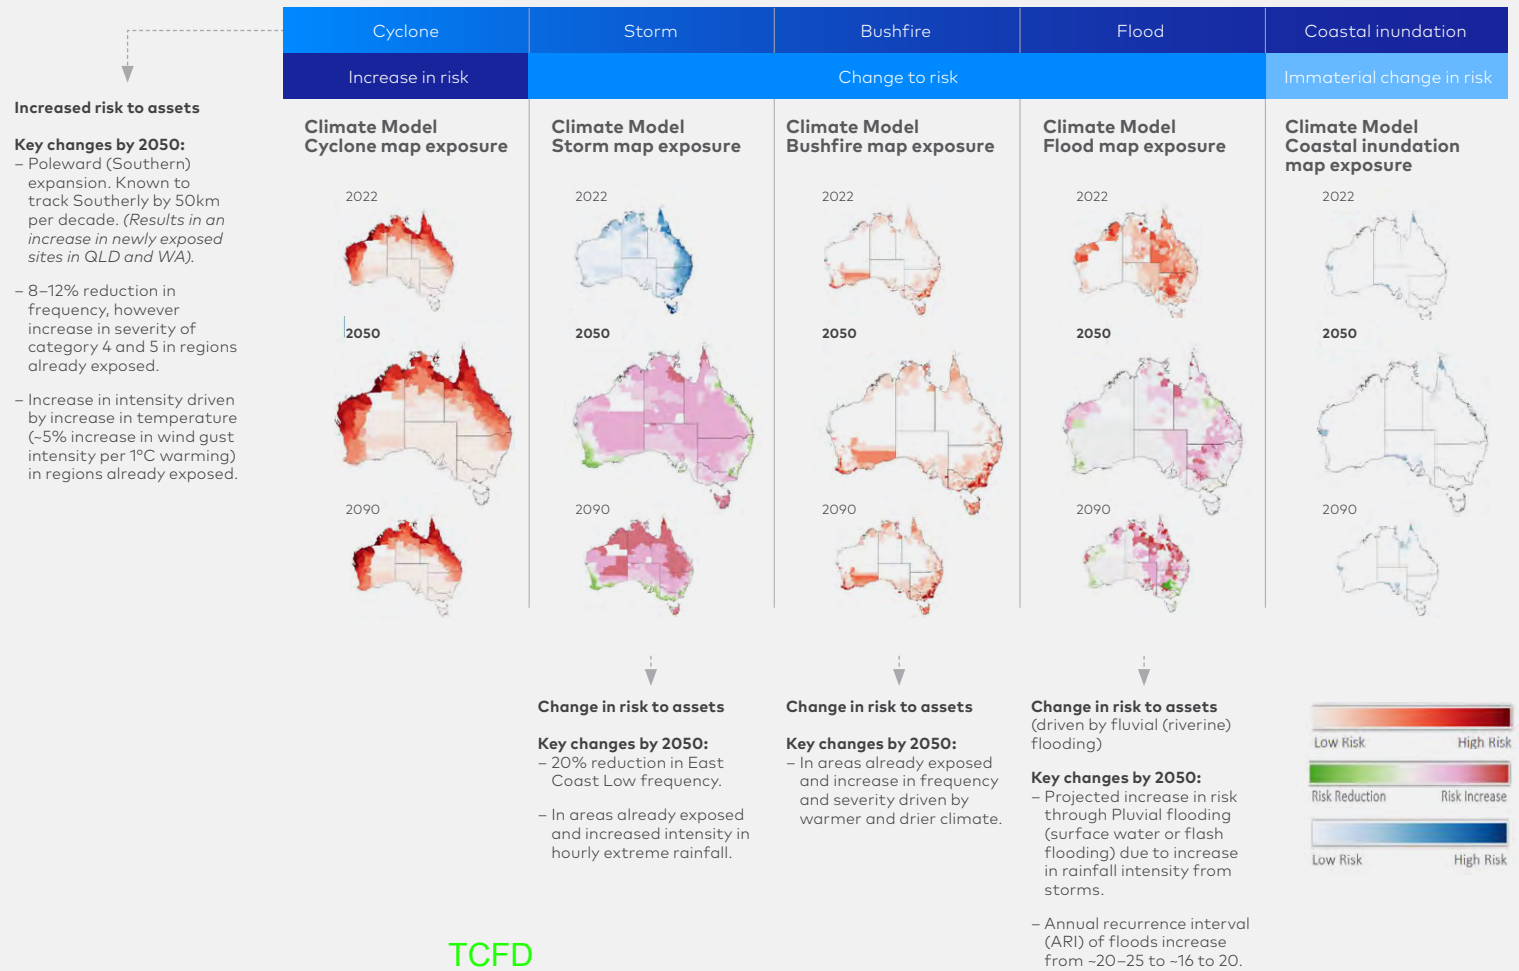 Cyclone
Storm
Bushfire
Flood
Coastal inundation
Increase in risk
Change to risk
Immaterial change in risk
Increased risk to assets
Key changes by 2050:
– Poleward (Southern)
expansion. Known to
track Southerly by 50km
per decade. (Results in an
increase in newly exposed
sites in QLD and WA).
– 8–12% reduction in
frequency, however
increase in severity of
category 4 and 5 in regions
already exposed.
– Increase in intensity driven
by increase in temperature
(~5% increase in wind gust
intensity per 1°C warming)
in regions already exposed.
Climate Model
Cyclone map exposure
2022
2050
2090
Climate Model
Storm map exposure
2022
2050
2090
Climate Model
Bushfire map exposure
2022
2050
2090
Climate Model
Flood map exposure
2022
2050
2090
Climate Model
Coastal inundation
map exposure
2022
2050
2090
Change in risk to assets
Key changes by 2050:
– 20% reduction in East
Coast Low frequency.
– In areas already exposed
and increased intensity in
hourly extreme rainfall.
Change in risk to assets
Key changes by 2050:
– In areas already exposed
and increase in frequency
and severity driven by
warmer and drier climate.
Change in risk to assets
(driven by fluvial (riverine)
flooding)
Key changes by 2050:
– Projected increase in risk
through Pluvial flooding
(surface water or flash
flooding) due to increase
in rainfall intensity from
storms.
– Annual recurrence interval
(ARI) of floods increase
from ~20–25 to ~16 to 20.
Low Risk High Risk
Risk Reduction Risk Increase
Low Risk High Risk
TCFD